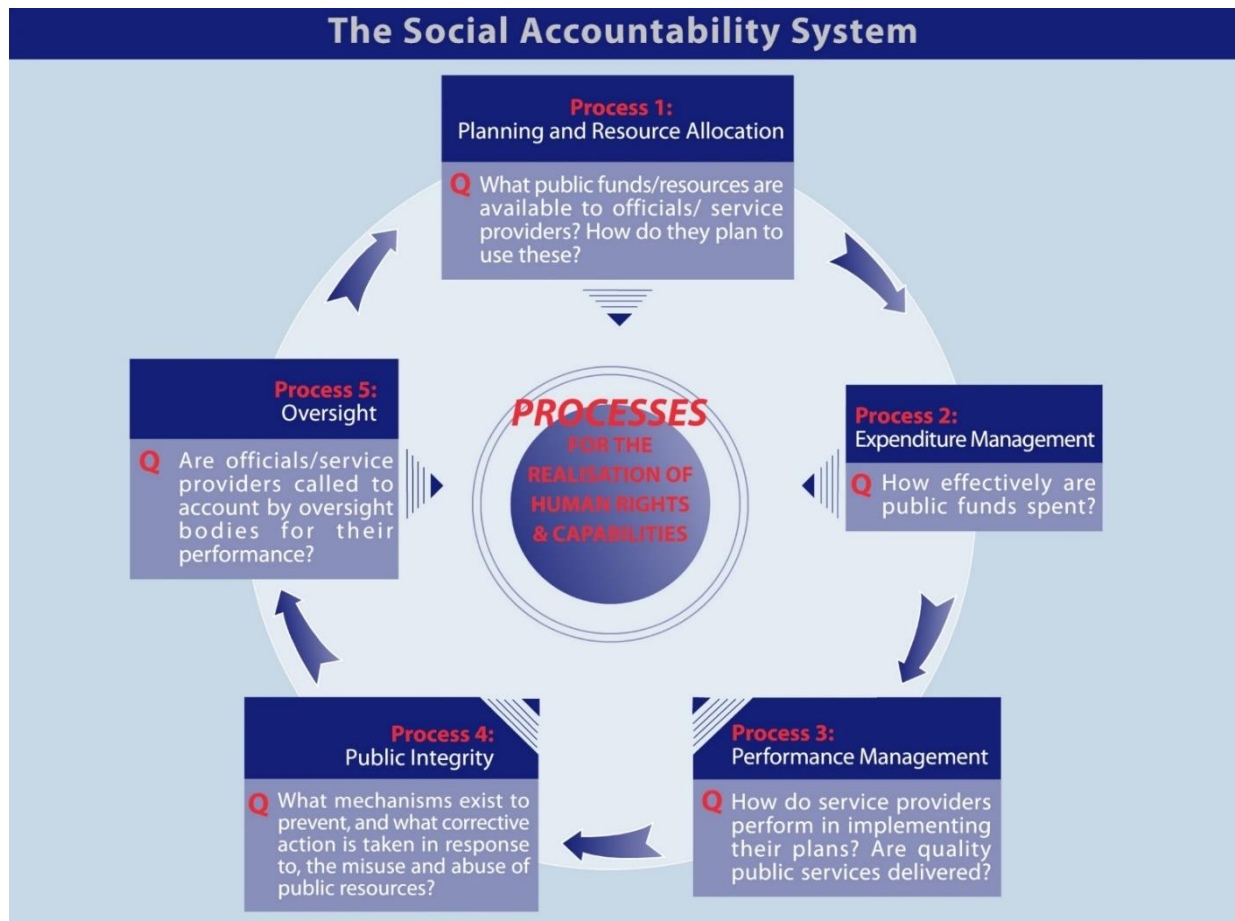 The Social Accountability System
Process 1:
Planning and Resource Allocation
Q What public funds/resources are
available to officials/ service
providers? How do they plan to
use these?
Process 2:
Expenditure Management
Q How effectively are
public funds spent?
Process 3:
Performance Management
Q How do service providers
perform in implementing
their plans? Are quality
public services delivered?
Process 4:
Public Integrity
Q What mechanisms exist to
prevent, and what corrective
action is taken in response
to, the misuse and abuse of
public resources?
Process 5:
Oversight
Q Are officials/service
providers called to
account by oversight
bodies for their
performance?
PROCESSES
FOR THE
REALISATION OF
HUMAN RIGHTS
& CAPABILITIES